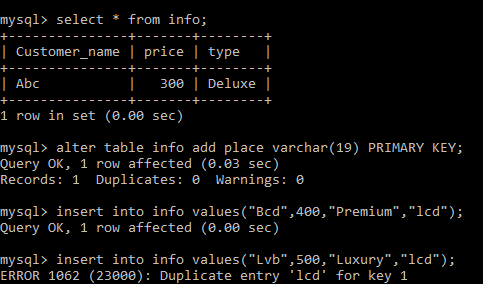 mysql> select * from info;
+---------------+-------+--------+
| Customer_name | price | type   |
+---------------+-------+--------+
| Abc           |   300 | Deluxe |
+---------------+-------+--------+
1 row in set (0.00 sec)
mysql> alter table info add place varchar(19) PRIMARY KEY;
Query OK, 1 row affected (0.03 sec)
Records: 1  Duplicates: 0  Warnings: 0
mysql> insert into info values("Bcd",400,"Premium","lcd");
Query OK, 1 row affected (0.00 sec)
mysql> insert into info values("Lvb",500,"Luxury","lcd");
ERROR 1062 (23000): Duplicate entry 'lcd' for key 1